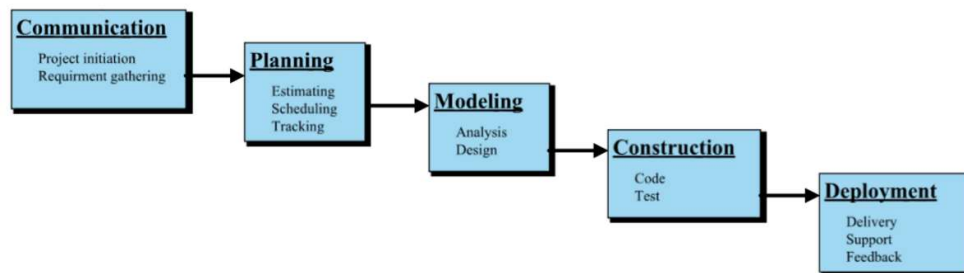 Communication
Project initiation
Requirment gathering
Planning
Estimating
Scheduling
Tracking
Modeling
Analysis
Design
Construction
Code
Test
Deployment
Delivery
Support
Feedback